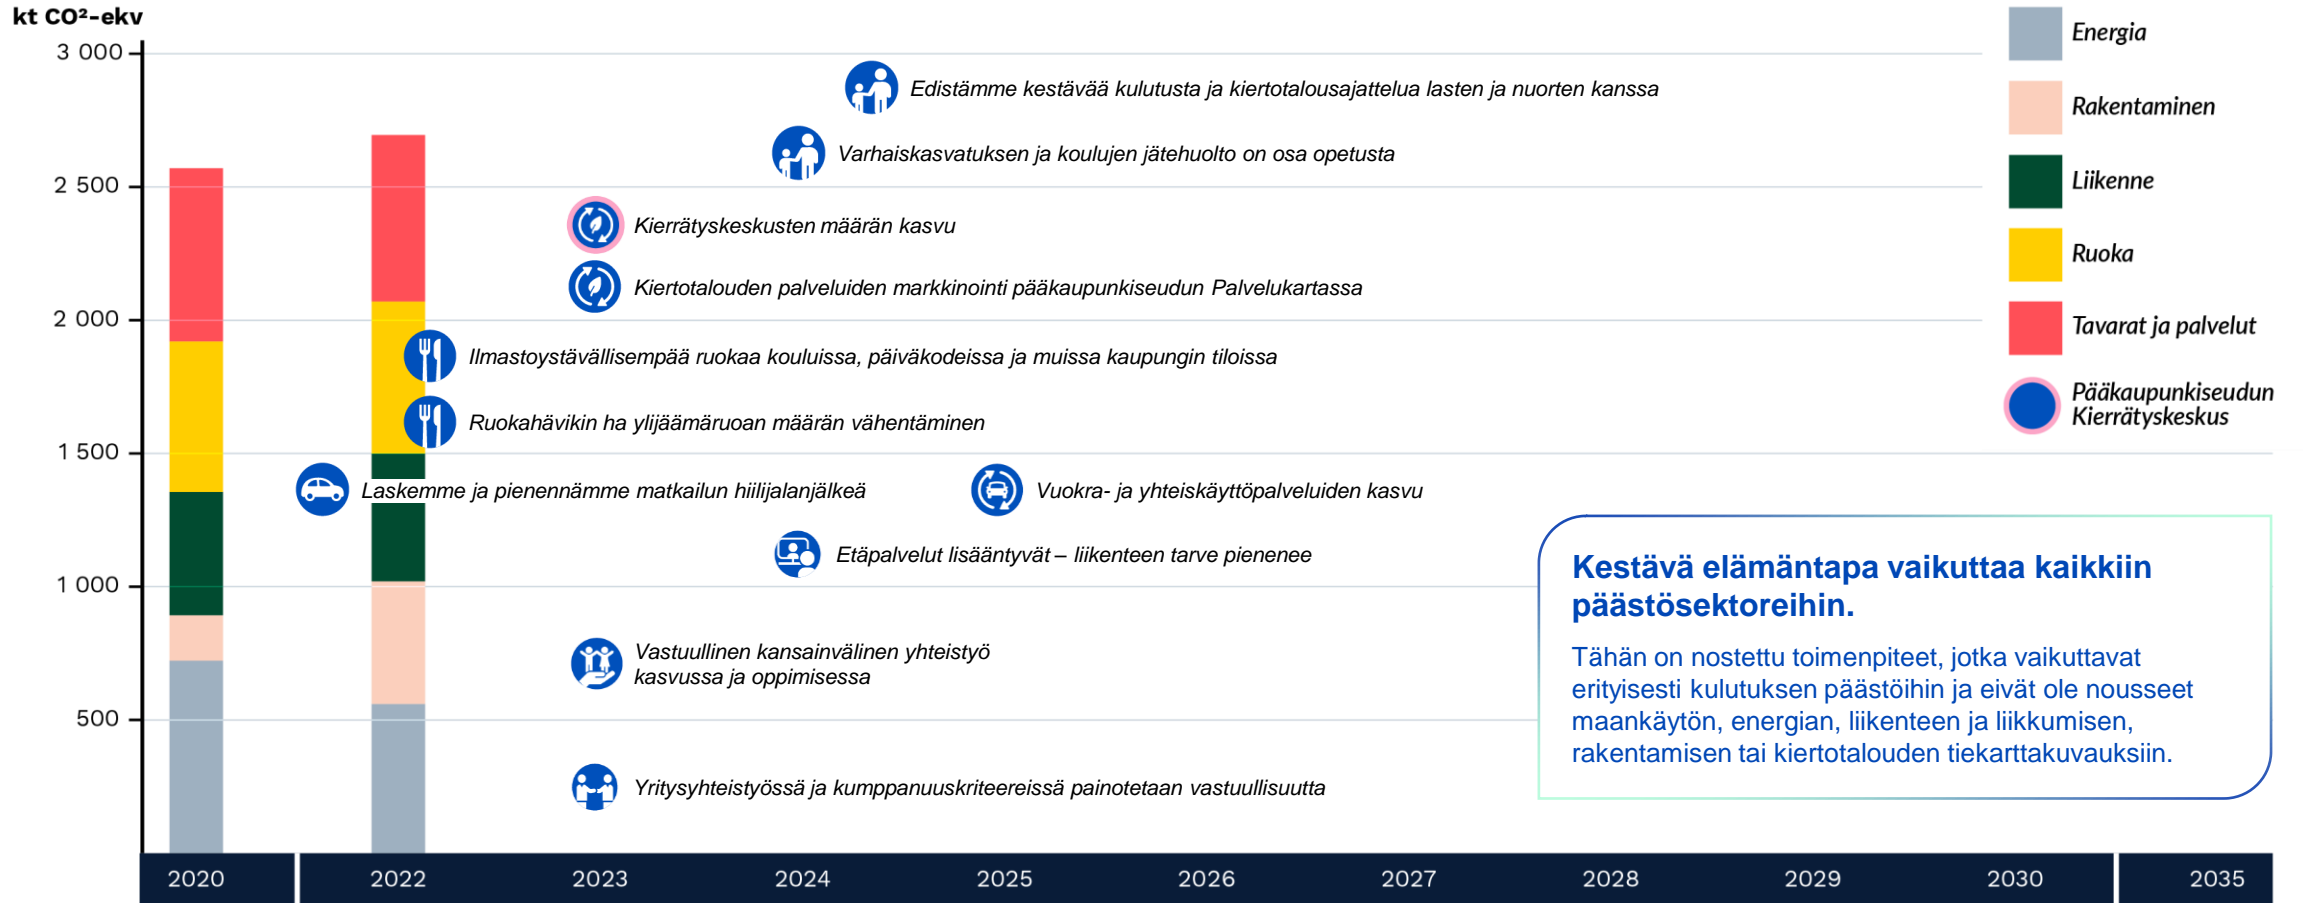 kt CO²-ekv
3 000
2 500
2 000
1 500
1 000
500
Edistämme kestävää kulutusta ja kiertotalousajattelua lasten ja nuorten kanssa
Varhaiskasvatuksen ja koulujen jätehuolto on osa opetusta
Kierrätyskeskusten määrän kasvu
Kiertotalouden palveluiden markkinointi pääkaupunkiseudun Palvelukartassa
Ilmastoystävällisempää ruokaa kouluissa, päiväkodeissa ja muissa kaupungin tiloissa
Ruokahävikin ha ylijäämäruoan määrän vähentäminen
Laskemme ja pienennämme matkailun hiilijalanjälkeä
Vuokra- ja yhteiskäyttöpalveluiden kasvu
Etäpalvelut lisääntyvät – liikenteen tarve pienenee
Vastuullinen kansainvälinen yhteistyö
kasvussa ja oppimisessa
Yritysyhteistyössä ja kumppanuuskriteereissä painotetaan vastuullisuutta
Energia
Rakentaminen
Liikenne
Ruoka
Tavarat ja palvelut
Pääkaupunkiseudun
Kierrätyskeskus
Kestävä elämäntapa vaikuttaa kaikkiin
päästösektoreihin.
Tähän on nostettu toimenpiteet, jotka vaikuttavat
erityisesti kulutuksen päästöihin ja eivät ole nousseet
maankäytön, energian, liikenteen ja liikkumisen,
rakentamisen tai kiertotalouden tiekarttakuvauksiin.
2020
2022
2023
2024
2025
2026
2027
2028
2029
2030
2035